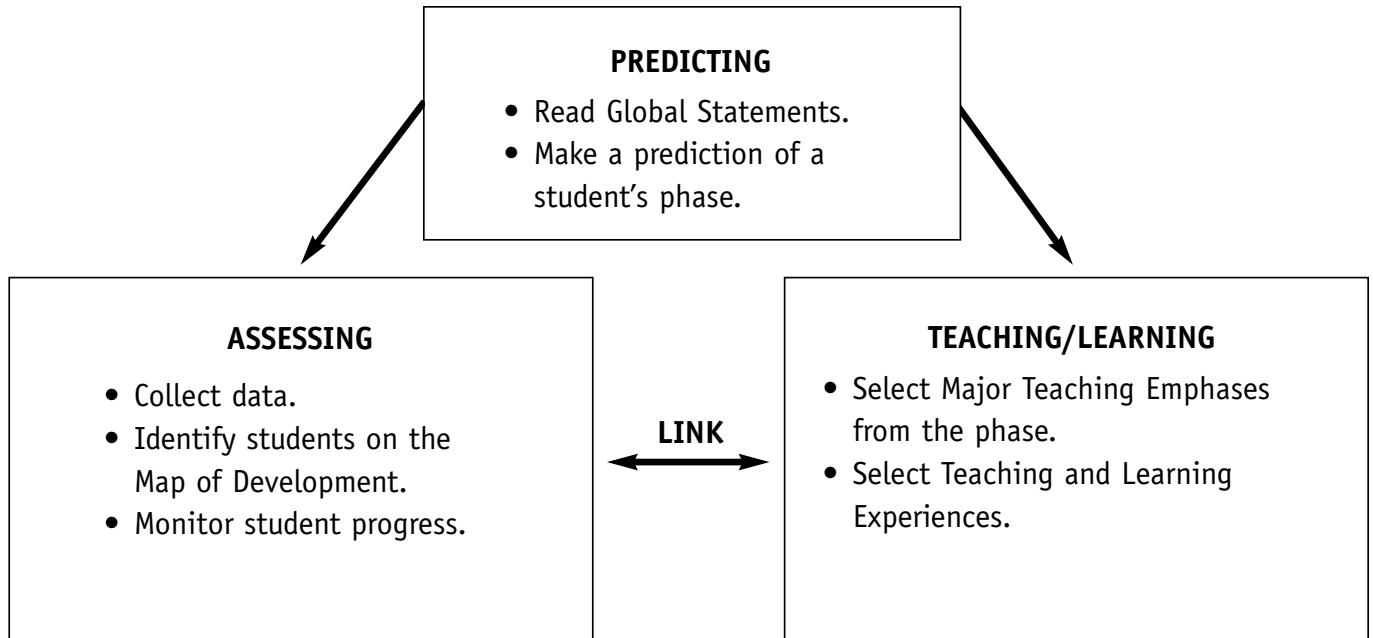 PREDICTING
• Read Global Statements.
• Make a prediction of a
student’s phase.
ASSESSING
• Collect data.
• Identify students on the
Map of Development.
• Monitor student progress.
LINK
TEACHING/LEARNING
• Select Major Teaching Emphases
from the phase.
• Select Teaching and Learning
Experiences.